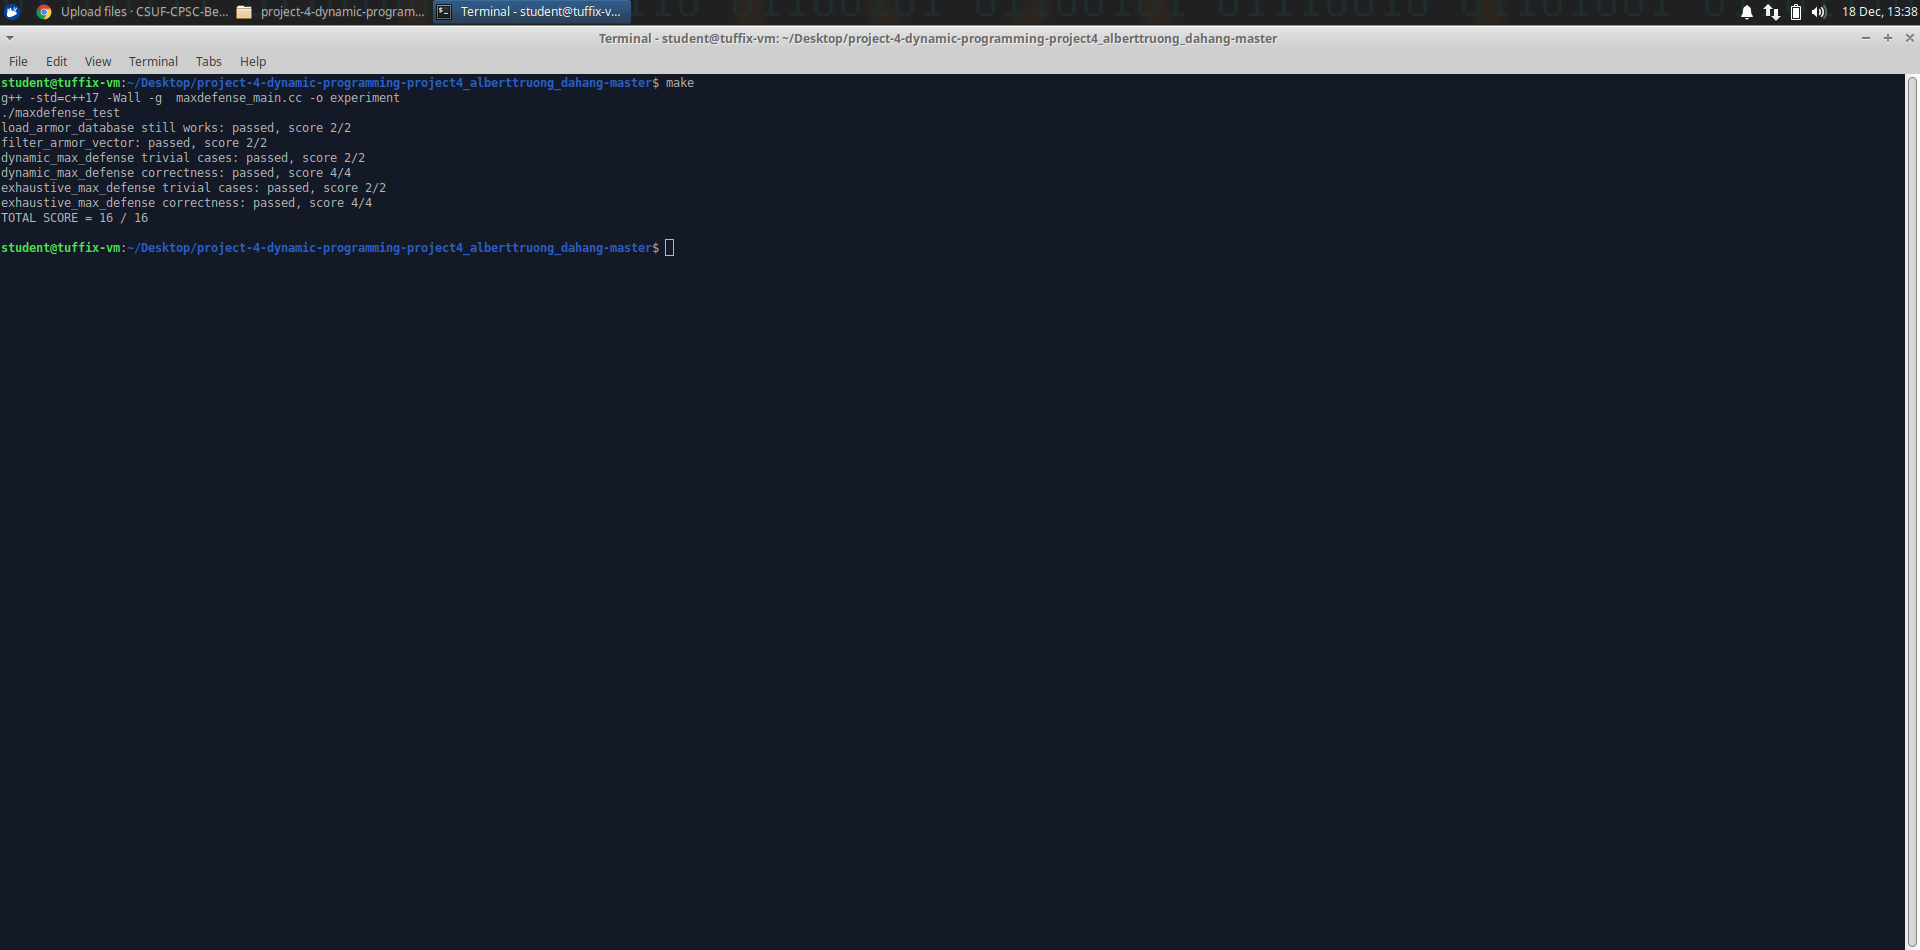 Upload files · CSUF-CPSC-Be... project-4-dynamic-program... Terminal - student@tuffix-v... 18 Dec, 13:38
Terminal - student@tuffix-vm: ~/Desktop/project-4-dynamic-programming-project4_alberttruong_dahang-master
File Edit View Terminal Tabs Help
student@tuffix-vm:~/Desktop/project-4-dynamic-programming-project4_alberttruong_dahang-master$ make
g++ -std=c++17 -Wall -g  maxdefense_main.cc -o experiment
./maxdefense_test
load_armor_database still works: passed, score 2/2
filter_armor_vector: passed, score 2/2
dynamic_max_defense trivial cases: passed, score 2/2
dynamic_max_defense correctness: passed, score 4/4
exhaustive_max_defense trivial cases: passed, score 2/2
exhaustive_max_defense correctness: passed, score 4/4
TOTAL SCORE = 16 / 16
student@tuffix-vm:~/Desktop/project-4-dynamic-programming-project4_alberttruong_dahang-master$